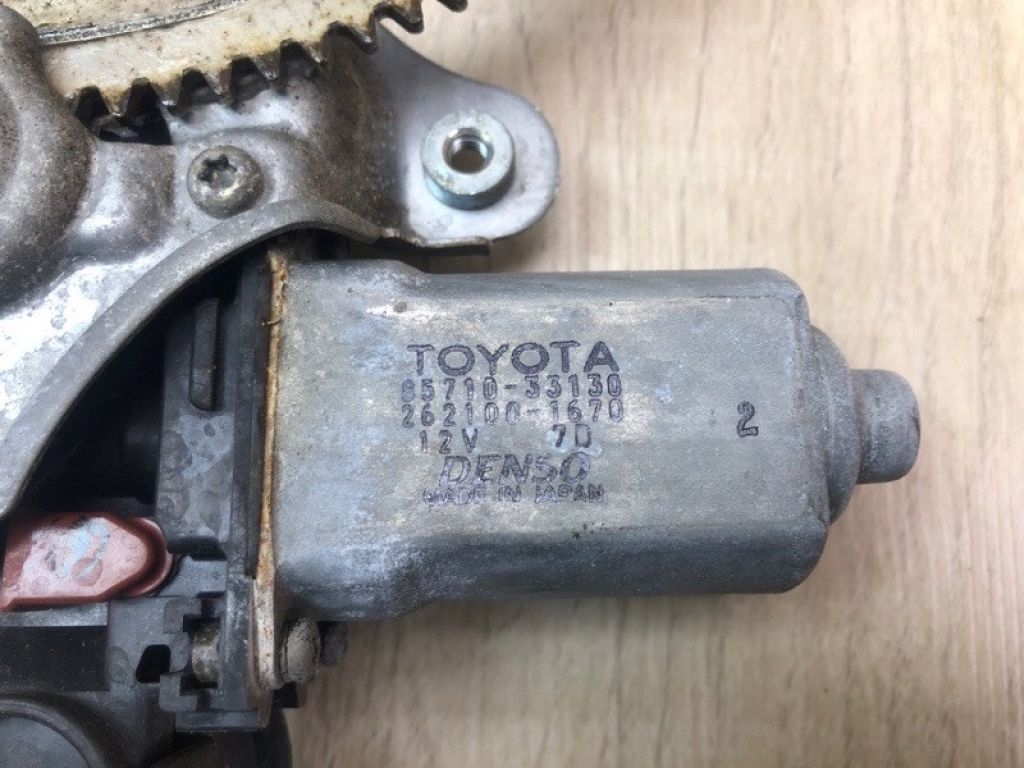 TOYOTA
85710-33130
262100-1670
12V 7D
DENSO
MADE IN JAPAN
2